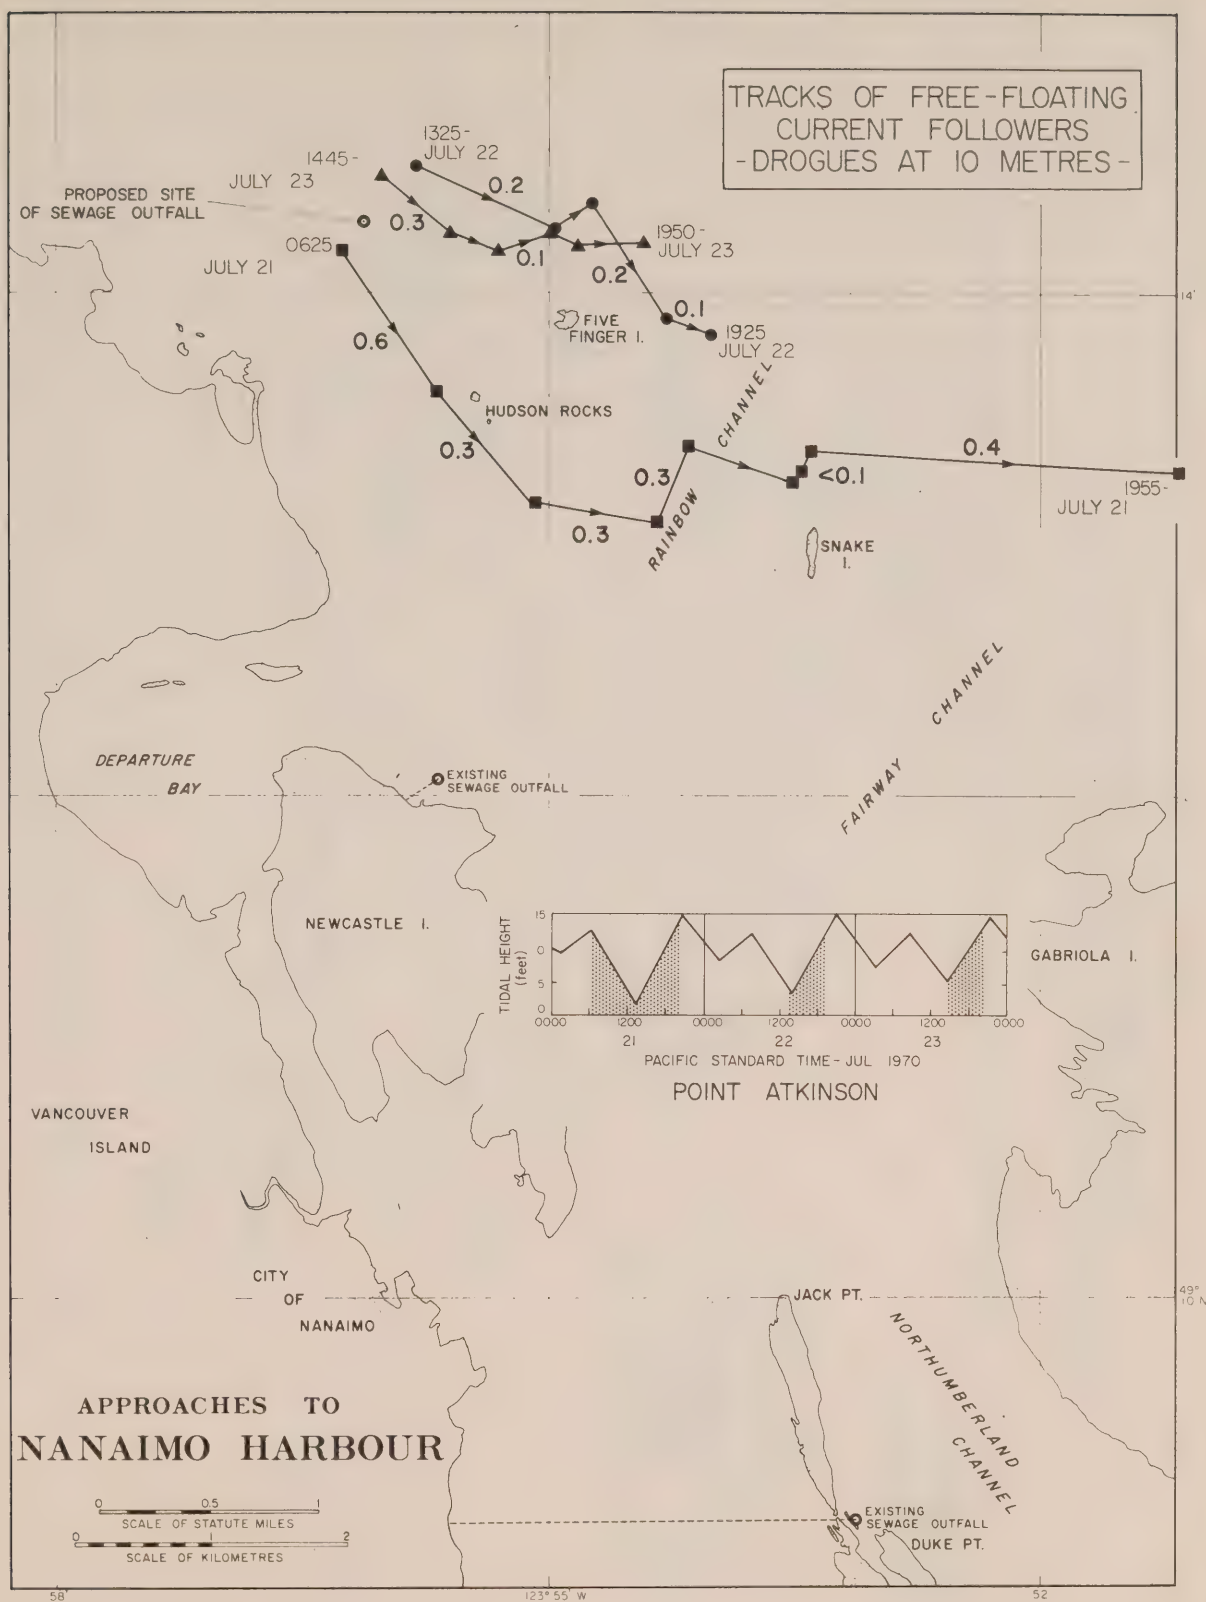 TRACKS OF FREE-FLOATING
CURRENT FOLLOWERS
-DROGUES AT 10 METRES-
1325-
JULY 22
1445-
JULY 23
PROPOSED SITE
OF SEWAGE OUTFALL
0.2
0.3
0625
JULY 21
0.1
1950-
JULY 23
0.2
14'
0.1
FIVE
FINGER I.
1925
JULY 22
0.6
HUDSON ROCKS
CHANNEL
0.3
0.3
0.4
<0.1
1955-
JULY 21
0.3
RAINBOW
SNAKE
I.
CHANNEL
FAIRWAY
DEPARTURE
BAY
EXISTING
SEWAGE OUTFALL
NEWCASTLE I.
GABRIOLA I.
TIDAL HEIGHT
(feet)
15
0
5
0
0000 1200 0000 1200 0000 1200 0000
21 22 23
PACIFIC STANDARD TIME-JUL 1970
POINT ATKINSON
VANCOUVER
ISLAND
CITY
OF
NANAIMO
JACK PT.
49°
10 N
NORTHUMBERLAND
CHANNEL
APPROACHES TO
NANAIMO HARBOUR
0 0.5 1
SCALE OF STATUTE MILES
0 1 2
SCALE OF KILOMETRES
EXISTING
SEWAGE OUTFALL
DUKE PT.
58' 123°55' W 52